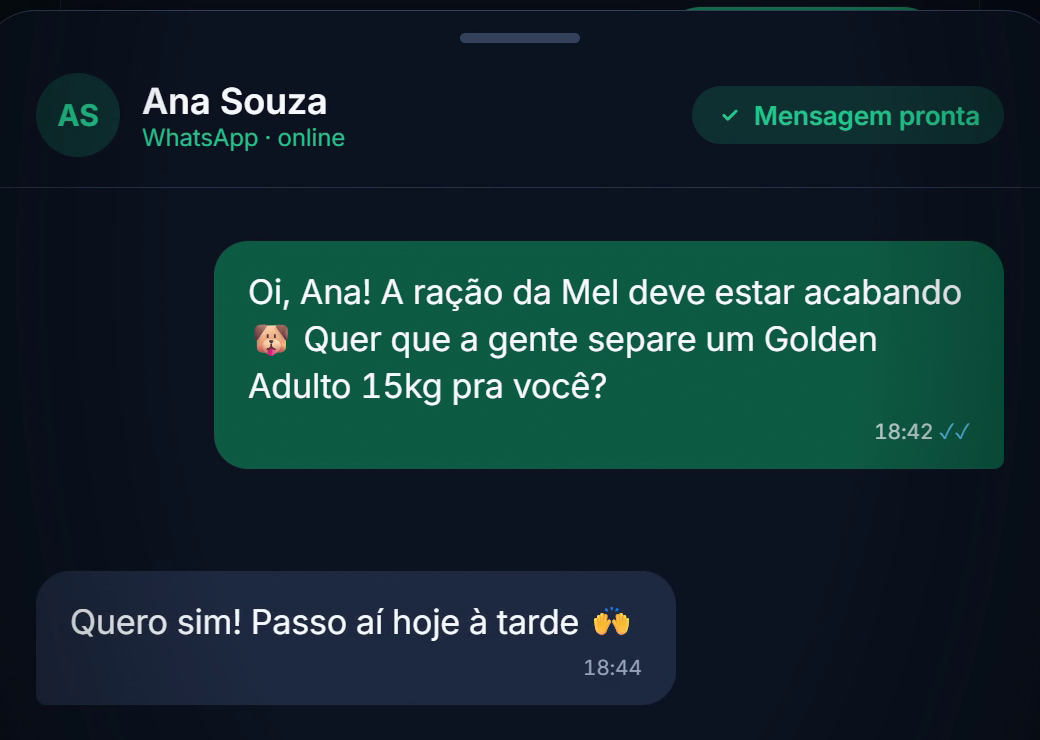 AS
Ana Souza
WhatsApp · online
✓ Mensagem pronta
Oi, Ana! A ração da Mel deve estar acabando
🐶 Quer que a gente separe um Golden
Adulto 15kg pra você?
18:42 ✓✓
Quero sim! Passo aí hoje à tarde 🙌
18:44